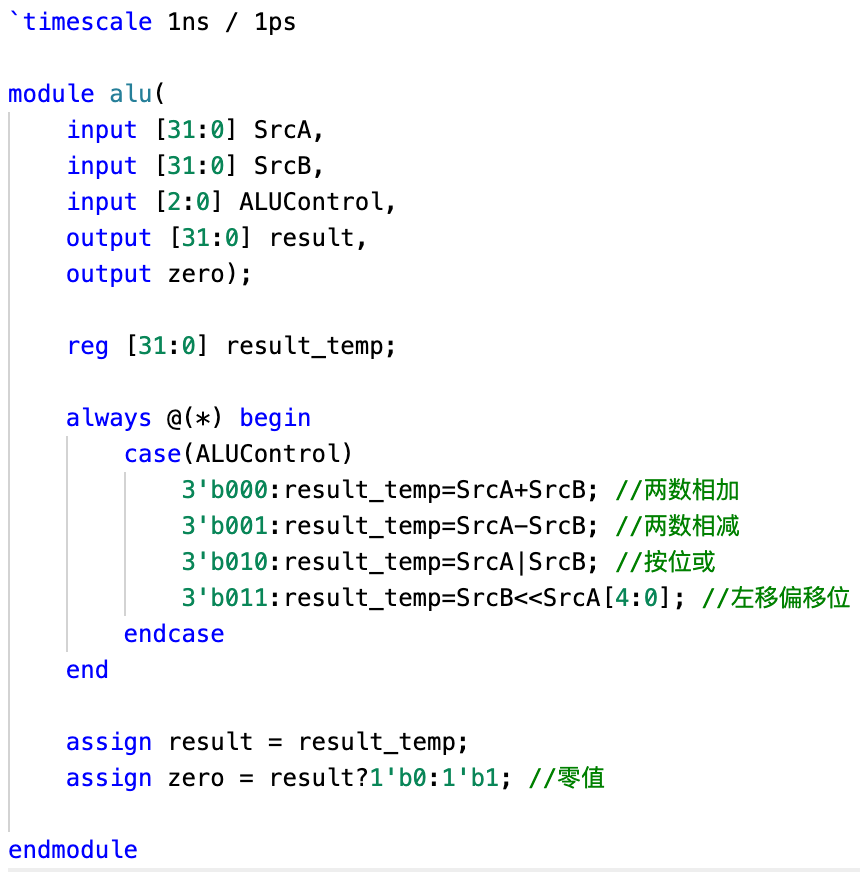 `timescale 1ns / 1ps
module alu(
input [31:0] SrcA,
input [31:0] SrcB,
input [2:0] ALUControl,
output [31:0] result,
output zero);
reg [31:0] result_temp;
always @(*) begin
case(ALUControl)
3'b000:result_temp=SrcA+SrcB; //两数相加
3'b001:result_temp=SrcA-SrcB; //两数相减
3'b010:result_temp=SrcA|SrcB; //按位或
3'b011:result_temp=SrcB<<SrcA[4:0]; //左移偏移位
endcase
end
assign result = result_temp;
assign zero = result?1'b0:1'b1; //零值
endmodule